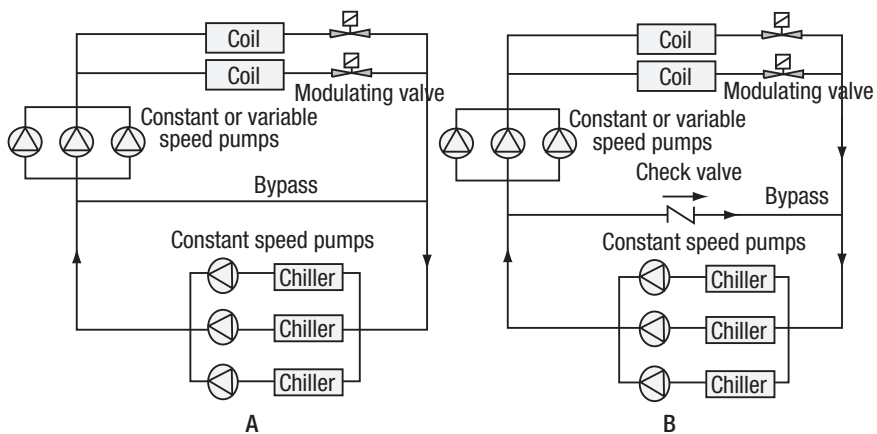 Coil
Coil
Modulating valve
Constant or variable
speed pumps
Bypass
Constant speed pumps
Chiller
Chiller
Chiller
A
Coil
Coil
Modulating valve
Constant or variable
speed pumps
Check valve
Bypass
Constant speed pumps
Chiller
Chiller
Chiller
B